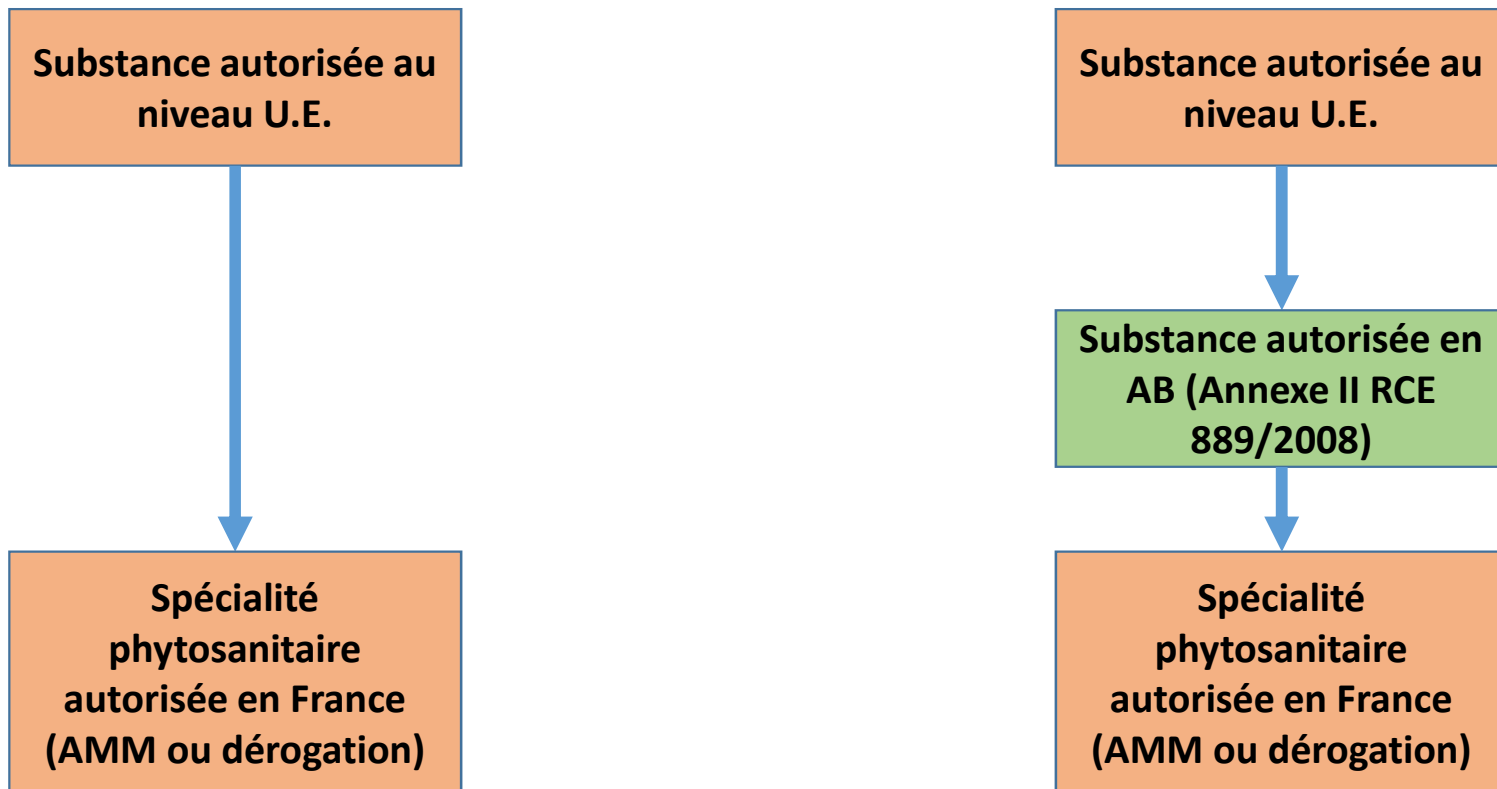 Substance autorisée au
niveau U.E.
Spécialité
phytosanitaire
autorisée en France
(AMM ou dérogation)
Substance autorisée au
niveau U.E.
Substance autorisée en
AB (Annexe II RCE
889/2008)
Spécialité
phytosanitaire
autorisée en France
(AMM ou dérogation)